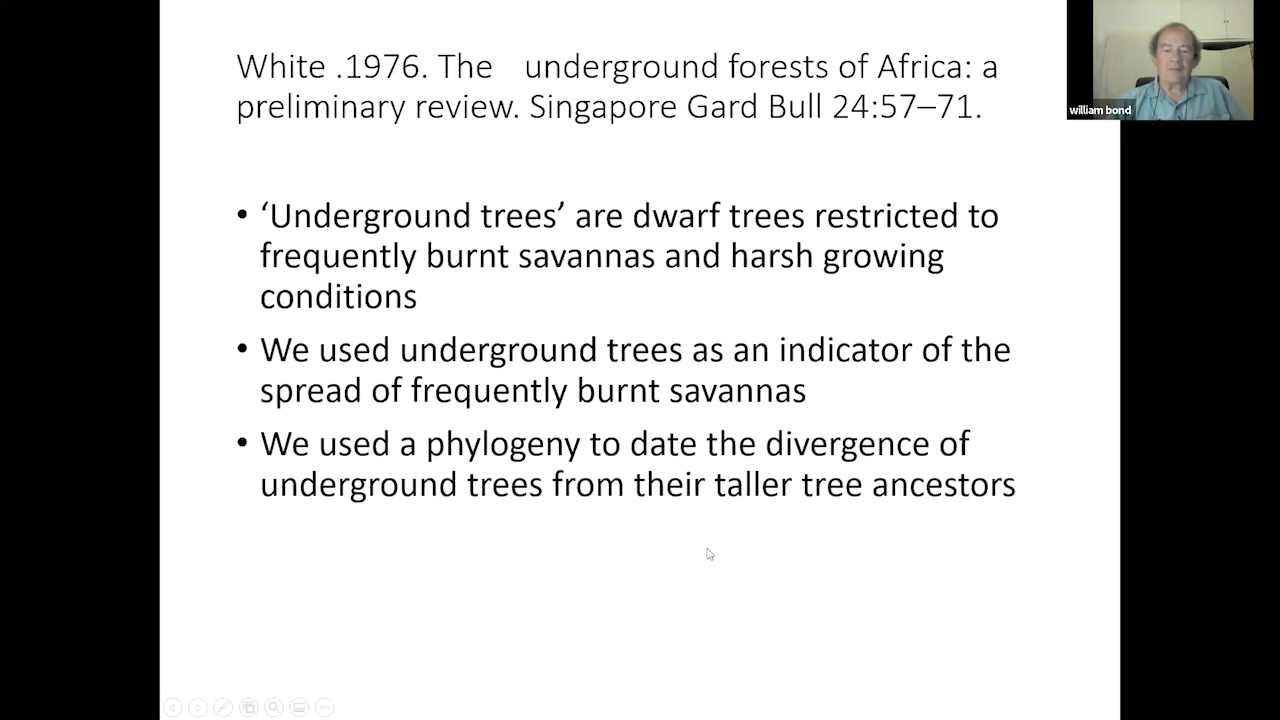 White .1976. The underground forests of Africa: a
preliminary review. Singapore Gard Bull 24:57–71.
william bond
• ‘Underground trees’ are dwarf trees restricted to
frequently burnt savannas and harsh growing
conditions
• We used underground trees as an indicator of the
spread of frequently burnt savannas
• We used a phylogeny to date the divergence of
underground trees from their taller tree ancestors